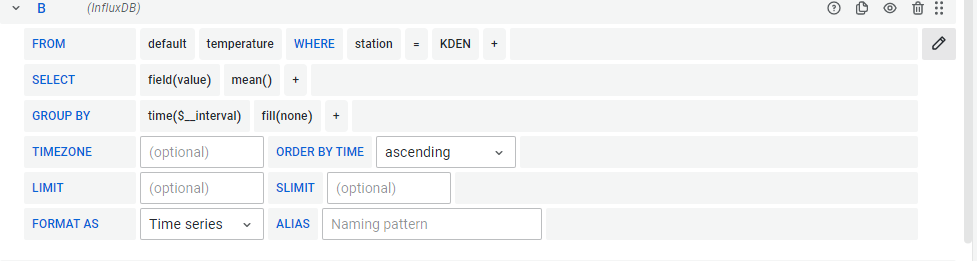 B (InfluxDB)
FROM default temperature WHERE station = KDEN +
SELECT field(value) mean() +
GROUP BY time($__interval) fill(none) +
TIMEZONE (optional) ORDER BY TIME ascending
LIMIT (optional) SLIMIT (optional)
FORMAT AS Time series ALIAS Naming pattern